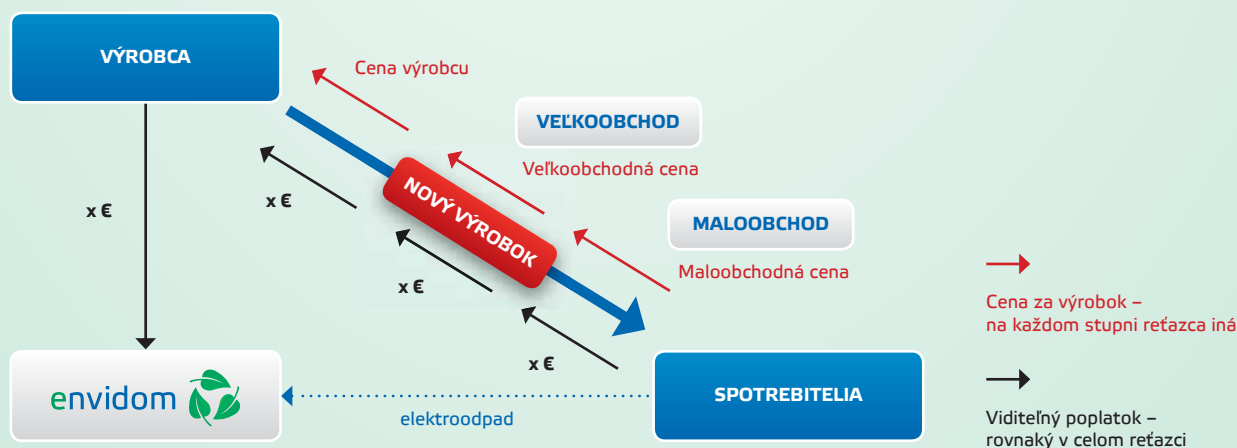 VÝROBCA
Cena výrobcu
VEĽKOOBCHOD
Veľkoobchodná cena
x €
x €
NOVÝ VÝROBOK
MALOOBCHOD
Maloobchodná cena
x €
x €
Cena za výrobok –
na každom stupni reťazca iná
envidom
elektroodpad
SPOTREBITELIA
Viditeľný poplatok –
rovnaký v celom reťazci